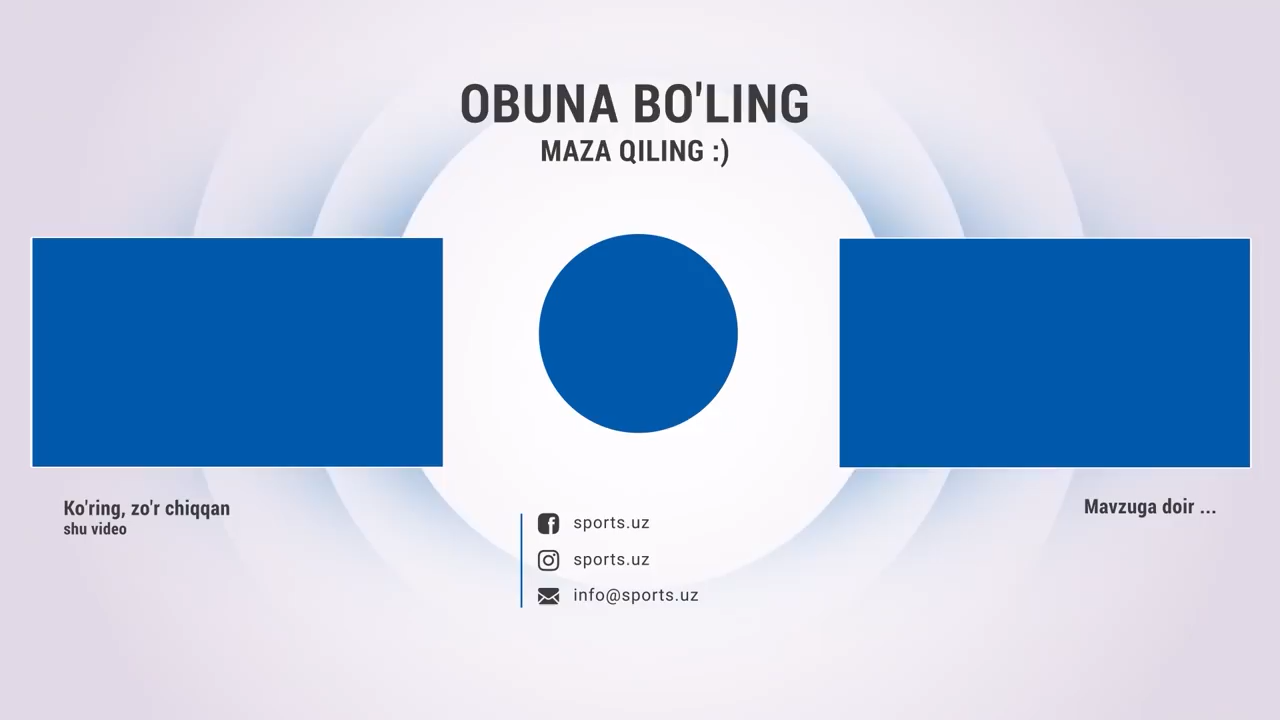 OBUNA BO'LING
MAZA QILING :)
Ko'ring, zo'r chiqqan
shu video
Mavzuga doir ...
sports.uz
sports.uz
info@sports.uz